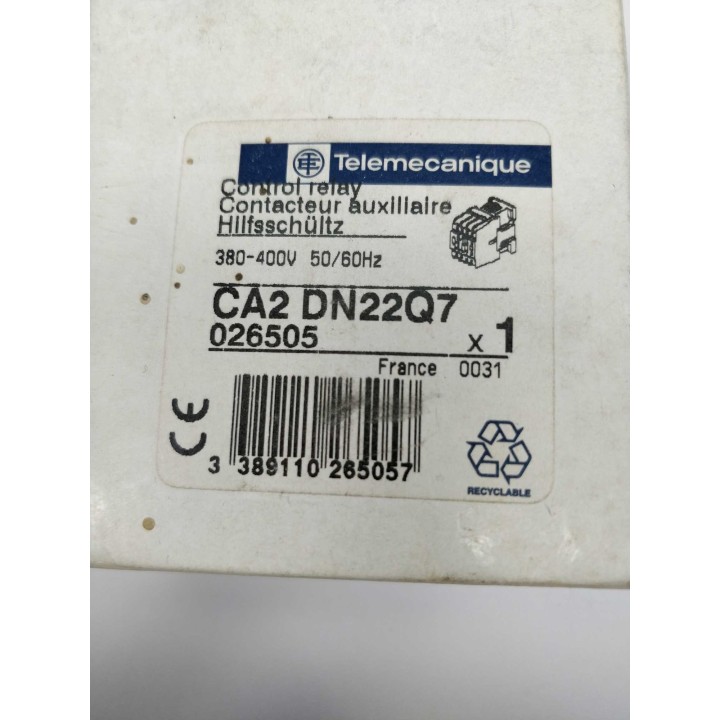 Telemecanique
Control relay
Contacteur auxiliaire
Hilfsschültz
380-400V 50/60Hz
CA2 DN22Q7
026505 x 1
France 0031
CE
3 389110 265057
RECYCLABLE